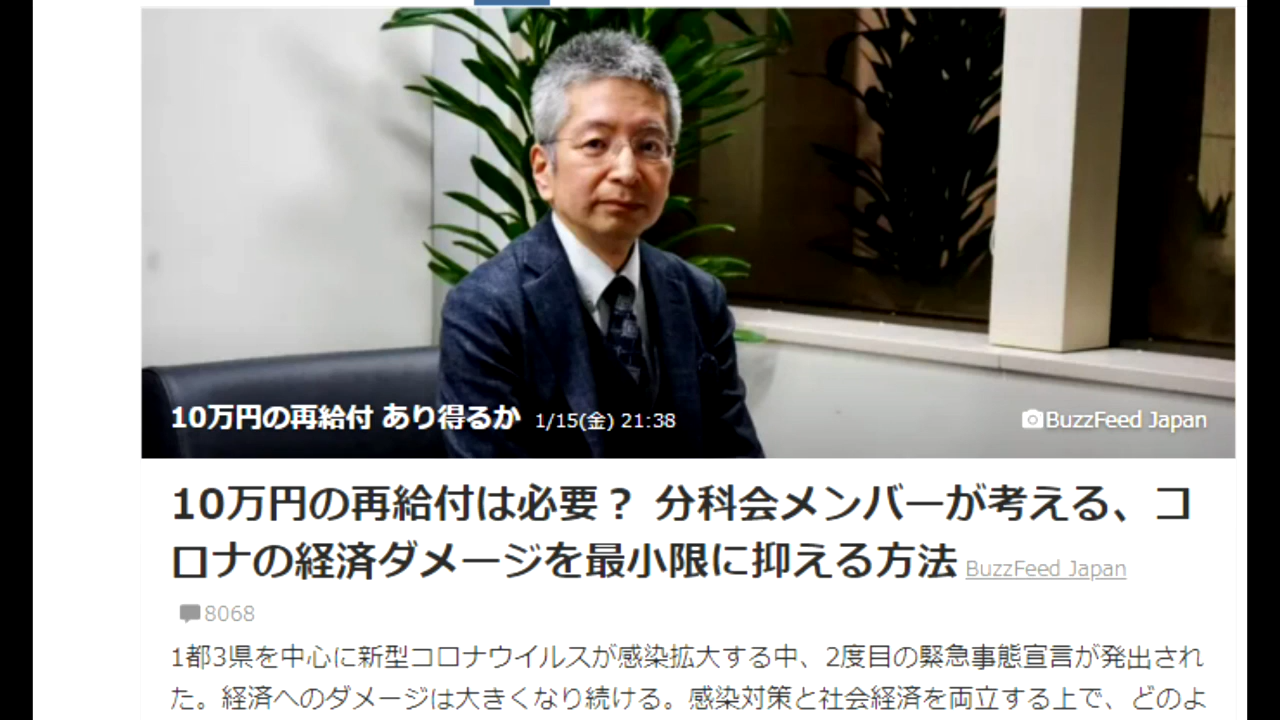 10万円の再給付 あり得るか 1/15(金) 21:38
BuzzFeed Japan
10万円の再給付は必要？ 分科会メンバーが考える、コ
ロナの経済ダメージを最小限に抑える方法 BuzzFeed Japan
8068
1都3県を中心に新型コロナウイルスが感染拡大する中、2度目の緊急事態宣言が発出され
た。経済へのダメージは大きくなり続ける。感染対策と社会経済を両立する上で、どのよ